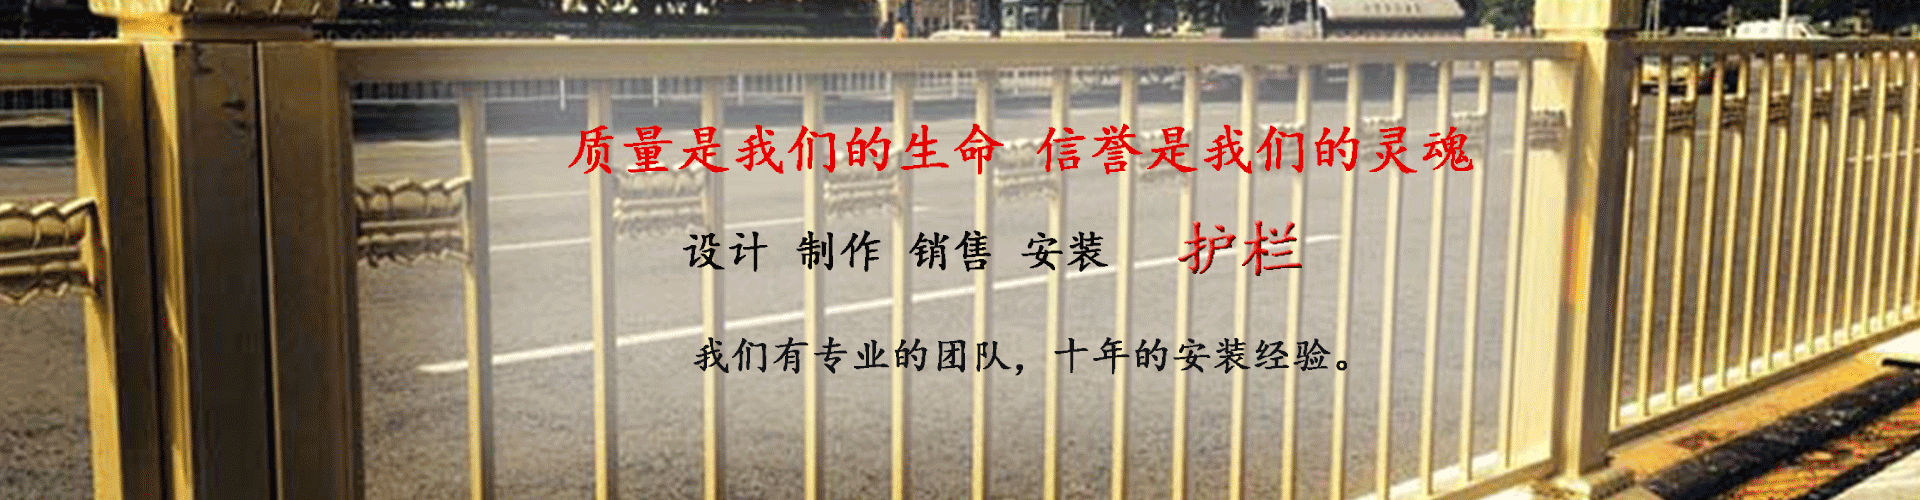 质量是我们的生命 信誉是我们的灵魂
设计 制作 销售 安装 护栏
我们有专业的团队，十年的安装经验。